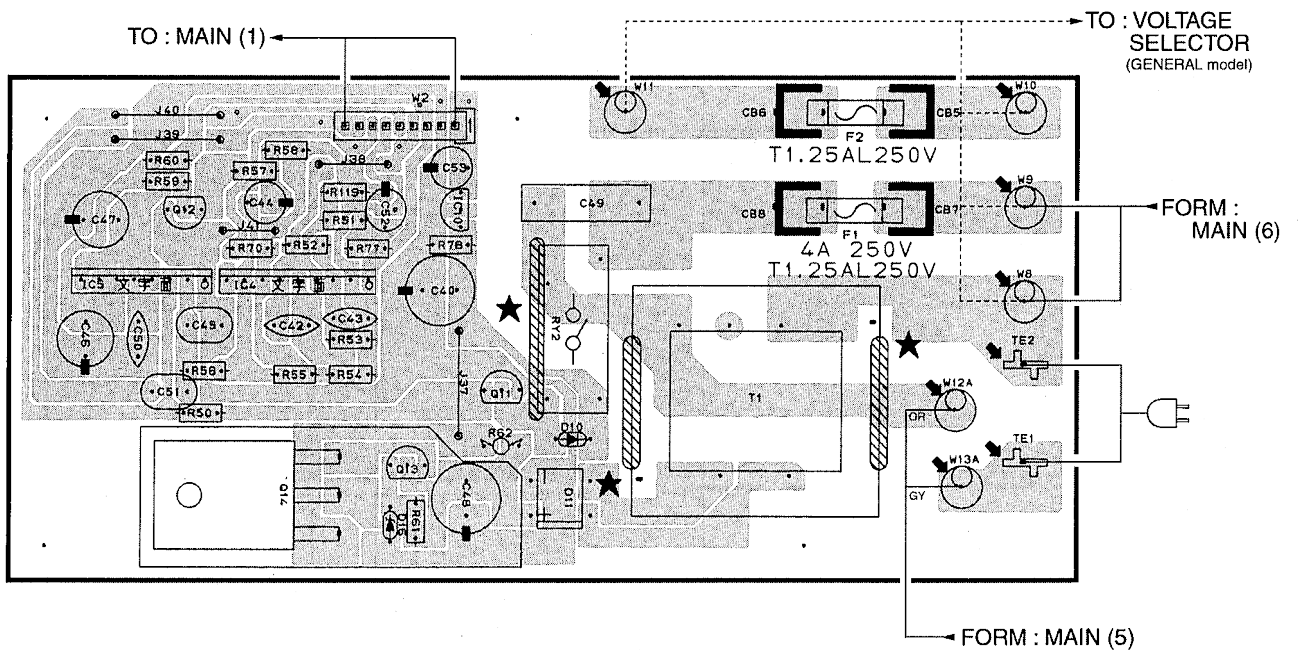 TO : VOLTAGE
SELECTOR
(GENERAL model)
TO : MAIN (1)
W2
W11
W10
J40
J39
CB6
CB5
F2
T1.25AL250V
R60
R59
R58
R57
J38
C53
C47
Q12
C44
R119
R51
C52
IC10
C49
W9
CB8
CB7
F1
4A 250V
T1.25AL250V
FORM :
MAIN (6)
J41
R70
R52
R77
R78
IC5 文字面
IC4 文字面
C40
W8
RY2
C46
C50
C45
C42
C43
R53
TE2
R56
R55
R54
C51
R50
J37
Q11
T1
W12A
OR
R62
D10
TE1
Q13
W13A
GY
Q14
C48
D11
D15
R61
FORM : MAIN (5)